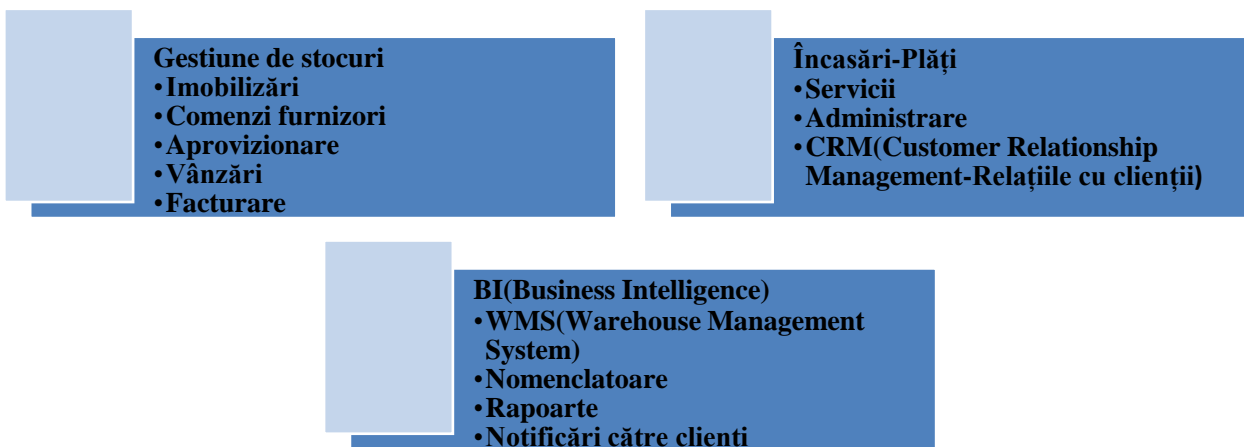 Gestiune de stocuri
•Imobilizări
•Comenzi furnizori
•Aprovizionare
•Vânzări
•Facturare
Încasări-Plăți
•Servicii
•Administrare
•CRM(Customer Relationship
Management-Relațiile cu clienții)
BI(Business Intelligence)
•WMS(Warehouse Management
System)
•Nomenclatoare
•Rapoarte
•Notificări către clienți